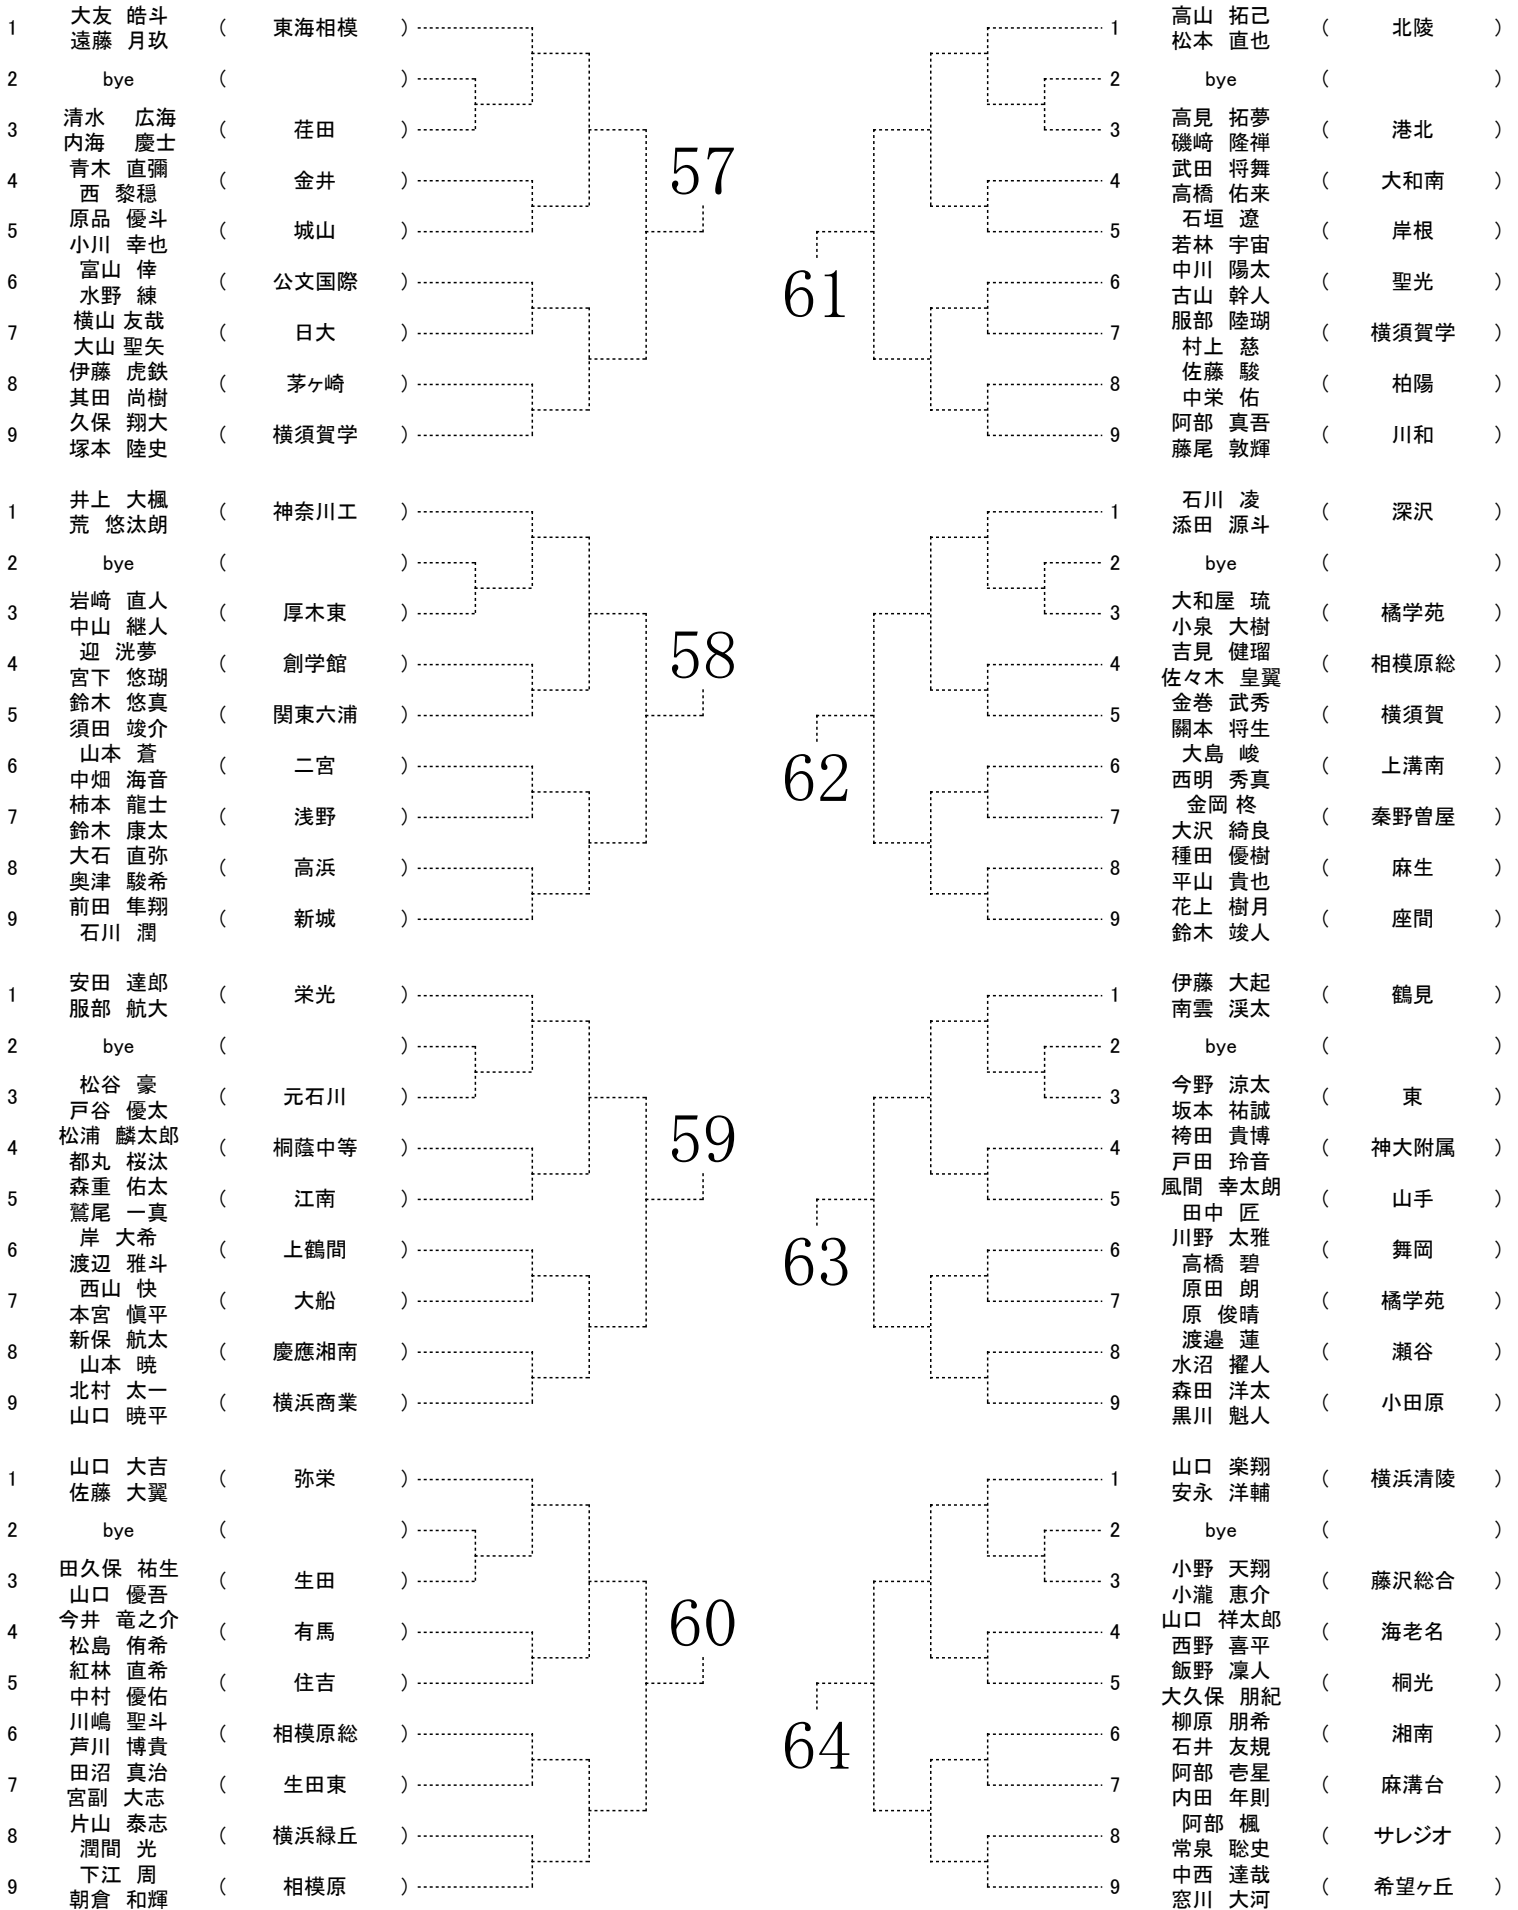 1 大友 皓斗 ( 東海相模 )
遠藤 月玖
2 bye ( )
3 清水 広海 ( 荏田 )
内海 慶士
4 青木 直彌 ( 金井 )
西 黎穏
5 原品 優斗 ( 城山 )
小川 幸也
6 富山 倖 ( 公文国際 )
水野 練
7 横山 友哉 ( 日大 )
大山 聖矢
8 伊藤 虎鉄 ( 茅ヶ崎 )
其田 尚樹
9 久保 翔大 ( 横須賀学 )
塚本 陸史
57
1 井上 大楓 ( 神奈川工 )
荒 悠汰朗
2 bye ( )
3 岩﨑 直人 ( 厚木東 )
中山 継人
4 迎 洸夢 ( 創学館 )
宮下 悠瑚
5 鈴木 悠真 ( 関東六浦 )
須田 竣介
6 山本 蒼 ( 二宮 )
中畑 海音
7 柿本 龍士 ( 浅野 )
鈴木 康太
8 大石 直弥 ( 高浜 )
奥津 駿希
9 前田 隼翔 ( 新城 )
石川 潤
58
1 安田 達郎 ( 栄光 )
服部 航大
2 bye ( )
3 松谷 豪 ( 元石川 )
戸谷 優太
4 松浦 麟太郎 ( 桐蔭中等 )
都丸 桜汰
5 森重 佑太 ( 江南 )
鷲尾 一真
6 岸 大希 ( 上鶴間 )
渡辺 雅斗
7 西山 快 ( 大船 )
本宮 愼平
8 新保 航太 ( 慶應湘南 )
山本 暁
9 北村 太一 ( 横浜商業 )
山口 暁平
59
1 山口 大吉 ( 弥栄 )
佐藤 大翼
2 bye ( )
3 田久保 祐生 ( 生田 )
山口 優吾
4 今井 竜之介 ( 有馬 )
松島 侑希
5 紅林 直希 ( 住吉 )
中村 優佑
6 川嶋 聖斗 ( 相模原総 )
芦川 博貴
7 田沼 真治 ( 生田東 )
宮副 大志
8 片山 泰志 ( 横浜緑丘 )
潤間 光
9 下江 周 ( 相模原 )
朝倉 和輝
60
1 高山 拓己 ( 北陵 )
松本 直也
2 bye ( )
3 高見 拓夢 ( 港北 )
磯﨑 隆禅
4 武田 将舞 ( 大和南 )
高橋 佑来
5 石垣 遼 ( 岸根 )
若林 宇宙
6 中川 陽太 ( 聖光 )
古山 幹人
7 服部 陸瑚 ( 横須賀学 )
村上 慈
8 佐藤 駿 ( 柏陽 )
中栄 佑
9 阿部 真吾 ( 川和 )
藤尾 敦輝
61
1 石川 凌 ( 深沢 )
添田 源斗
2 bye ( )
3 大和屋 琉 ( 橘学苑 )
小泉 大樹
4 吉見 健瑠 ( 相模原総 )
佐々木 皇翼
5 金巻 武秀 ( 横須賀 )
關本 将生
6 大島 峻 ( 上溝南 )
西明 秀真
7 金岡 柊 ( 秦野曽屋 )
大沢 綺良
8 種田 優樹 ( 麻生 )
平山 貴也
9 花上 樹月 ( 座間 )
鈴木 竣人
62
1 伊藤 大起 ( 鶴見 )
南雲 渓太
2 bye ( )
3 今野 涼太 ( 東 )
坂本 祐誠
4 袴田 貴博 ( 神大附属 )
戸田 玲音
5 風間 幸太朗 ( 山手 )
田中 匠
6 川野 太雅 ( 舞岡 )
高橋 碧
7 原田 朗 ( 橘学苑 )
原 俊晴
8 渡邉 蓮 ( 瀬谷 )
水沼 擢人
9 森田 洋太 ( 小田原 )
黒川 魁人
63
1 山口 楽翔 ( 横浜清陵 )
安永 洋輔
2 bye ( )
3 小野 天翔 ( 藤沢総合 )
小瀧 恵介
4 山口 祥太郎 ( 海老名 )
西野 喜平
5 飯野 凜人 ( 桐光 )
大久保 朋紀
6 柳原 朋希 ( 湘南 )
石井 友規
7 阿部 壱星 ( 麻溝台 )
内田 年則
8 阿部 楓 ( サレジオ )
常泉 聡史
9 中西 達哉 ( 希望ヶ丘 )
窓川 大河
64